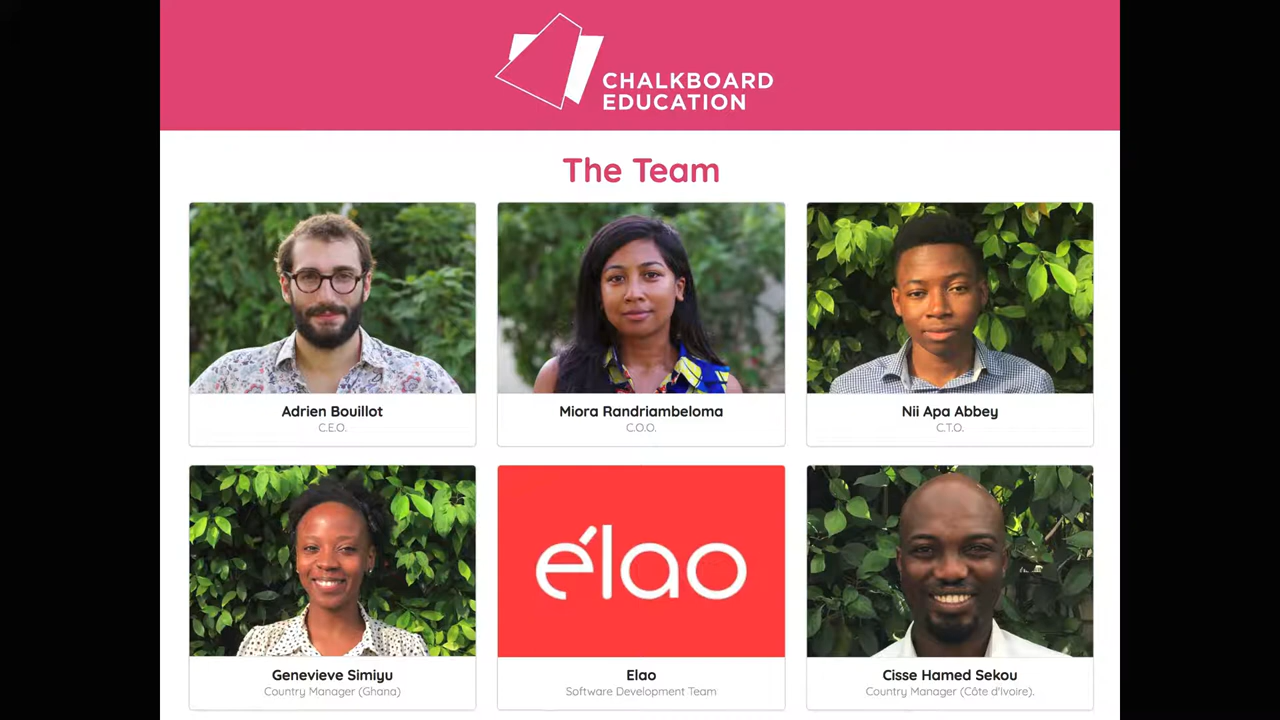 CHALKBOARD
EDUCATION
The Team
Adrien Bouillot
C.E.O.
Miora Randriambeloma
C.O.O.
Nii Apa Abbey
C.T.O.
élao
Genevieve Simiyu
Country Manager (Ghana)
Elao
Software Development Team
Cisse Hamed Sekou
Country Manager (Côte d'Ivoire).